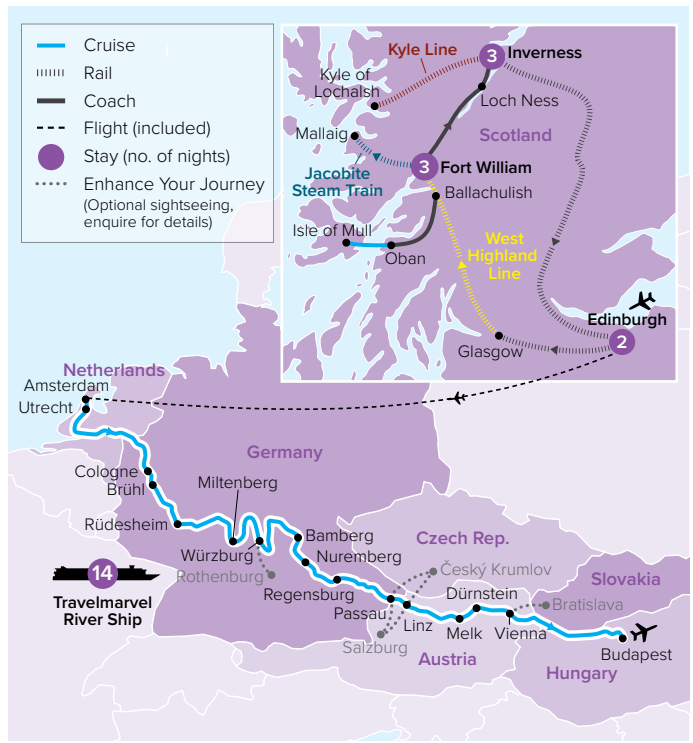 Cruise
Rail
Coach
Flight (included)
Stay (no. of nights)
Enhance Your Journey
(Optional sightseeing,
enquire for details)
Kyle Line
3
Inverness
Kyle of
Lochalsh
Loch Ness
Mallaig
Scotland
Jacobite
Steam Train
3
Fort William
Ballachulish
Isle of Mull
Oban
West
Highland
Line
Edinburgh
2
Glasgow
Netherlands
Amsterdam
Utrecht
Germany
Cologne
Brühl
Miltenberg
Rüdesheim
Würzburg
Rothenburg
Bamberg
Nuremberg
Regensburg
Czech Rep.
Český Krumlov
Slovakia
14
Travelmarvel
River Ship
Passau
Linz
Dürnstein
Bratislava
Melk
Vienna
Salzburg
Austria
Budapest
Hungary